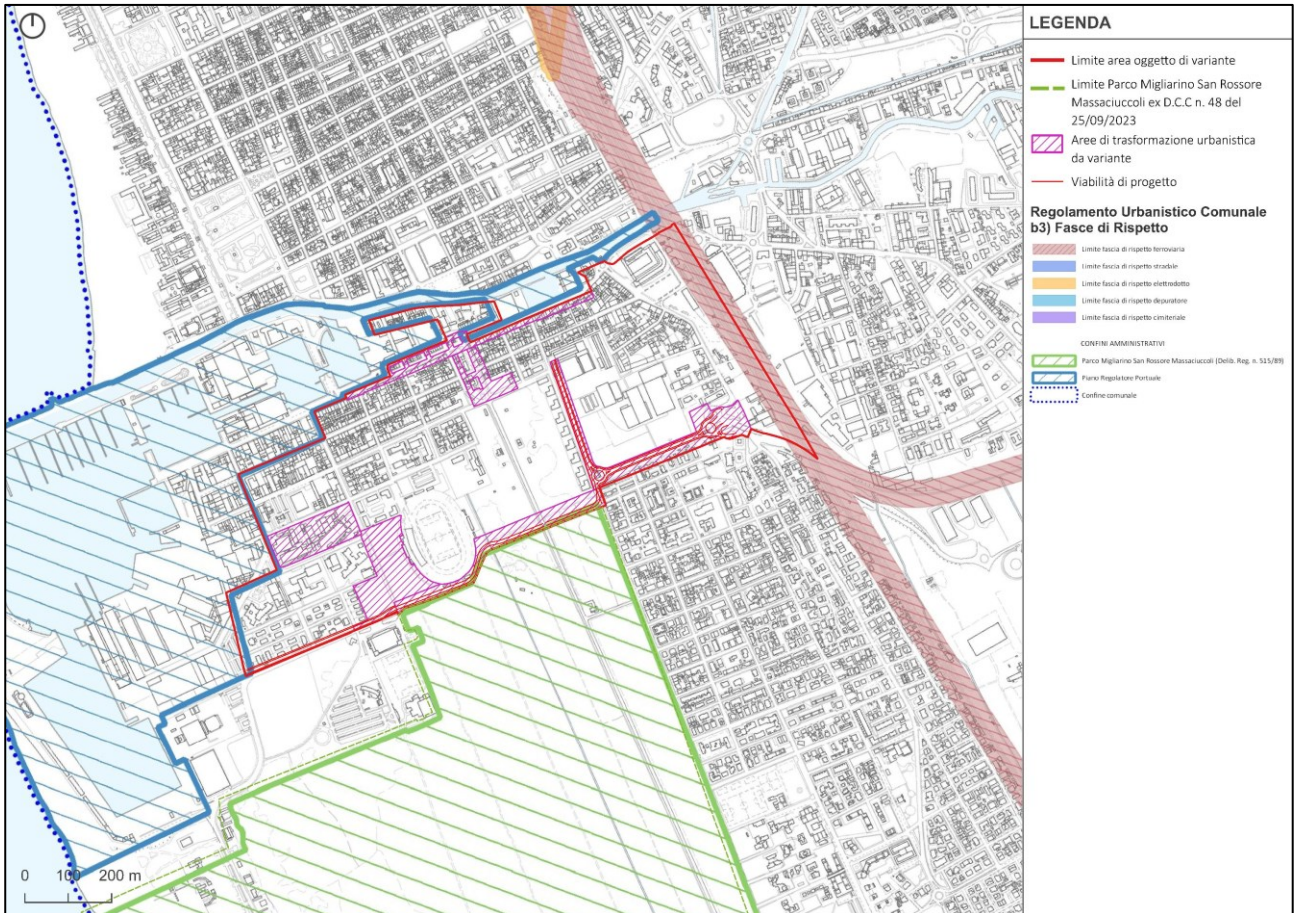 LEGENDA
Limite area oggetto di variante
Limite Parco Migliarino San Rossore
Massaciuccoli ex D.C.C n. 48 del
25/09/2023
Aree di trasformazione urbanistica
da variante
Viabilità di progetto
Regolamento Urbanistico Comunale
b3) Fasce di Rispetto
Limite fascia di rispetto ferroviaria
Limite fascia di rispetto stradale
Limite fascia di rispetto elettrodotto
Limite fascia di rispetto depuratore
Limite fascia di rispetto cimiteriale
CONFINI AMMINISTRATIVI
Parco Migliarino San Rossore Massaciuccoli (Delib. Reg. n. 515/89)
Piano Regolatore Portuale
Confine comunale
0 100 200 m